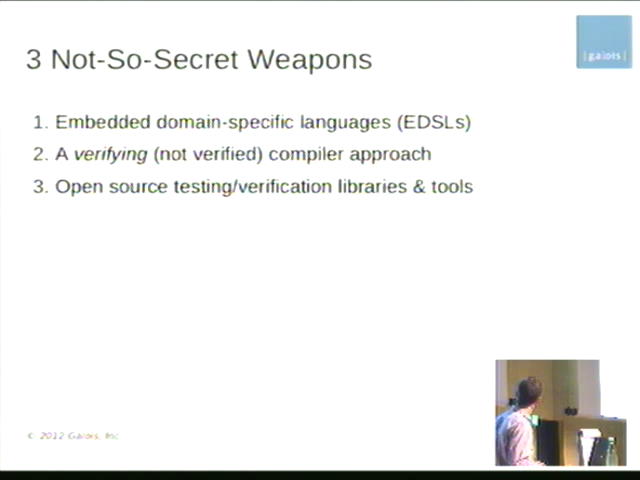 3 Not-So-Secret Weapons
|galois|
1. Embedded domain-specific languages (EDSLs)
2. A verifying (not verified) compiler approach
3. Open source testing/verification libraries & tools
© 2012 Galois, Inc